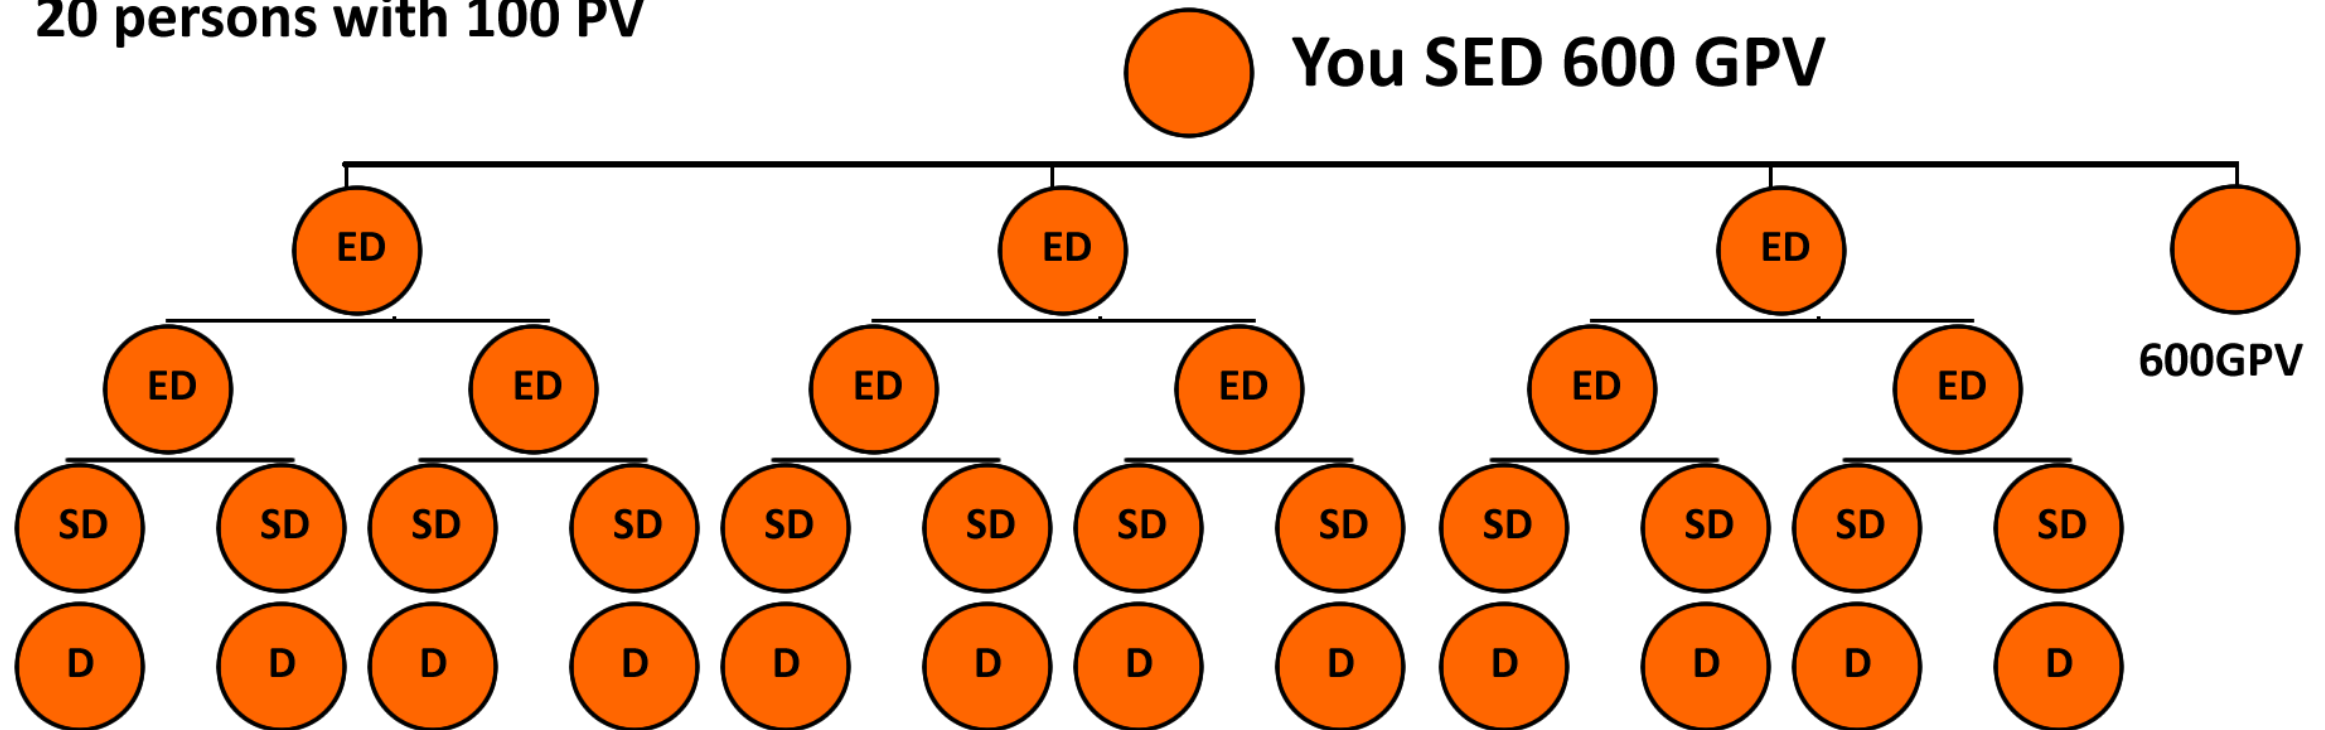 20 persons with 100 PV
You SED 600 GPV
ED ED ED
600GPV
ED ED ED ED ED ED
SD SD SD SD SD SD SD SD SD SD SD SD
D D D D D D D D D D D D